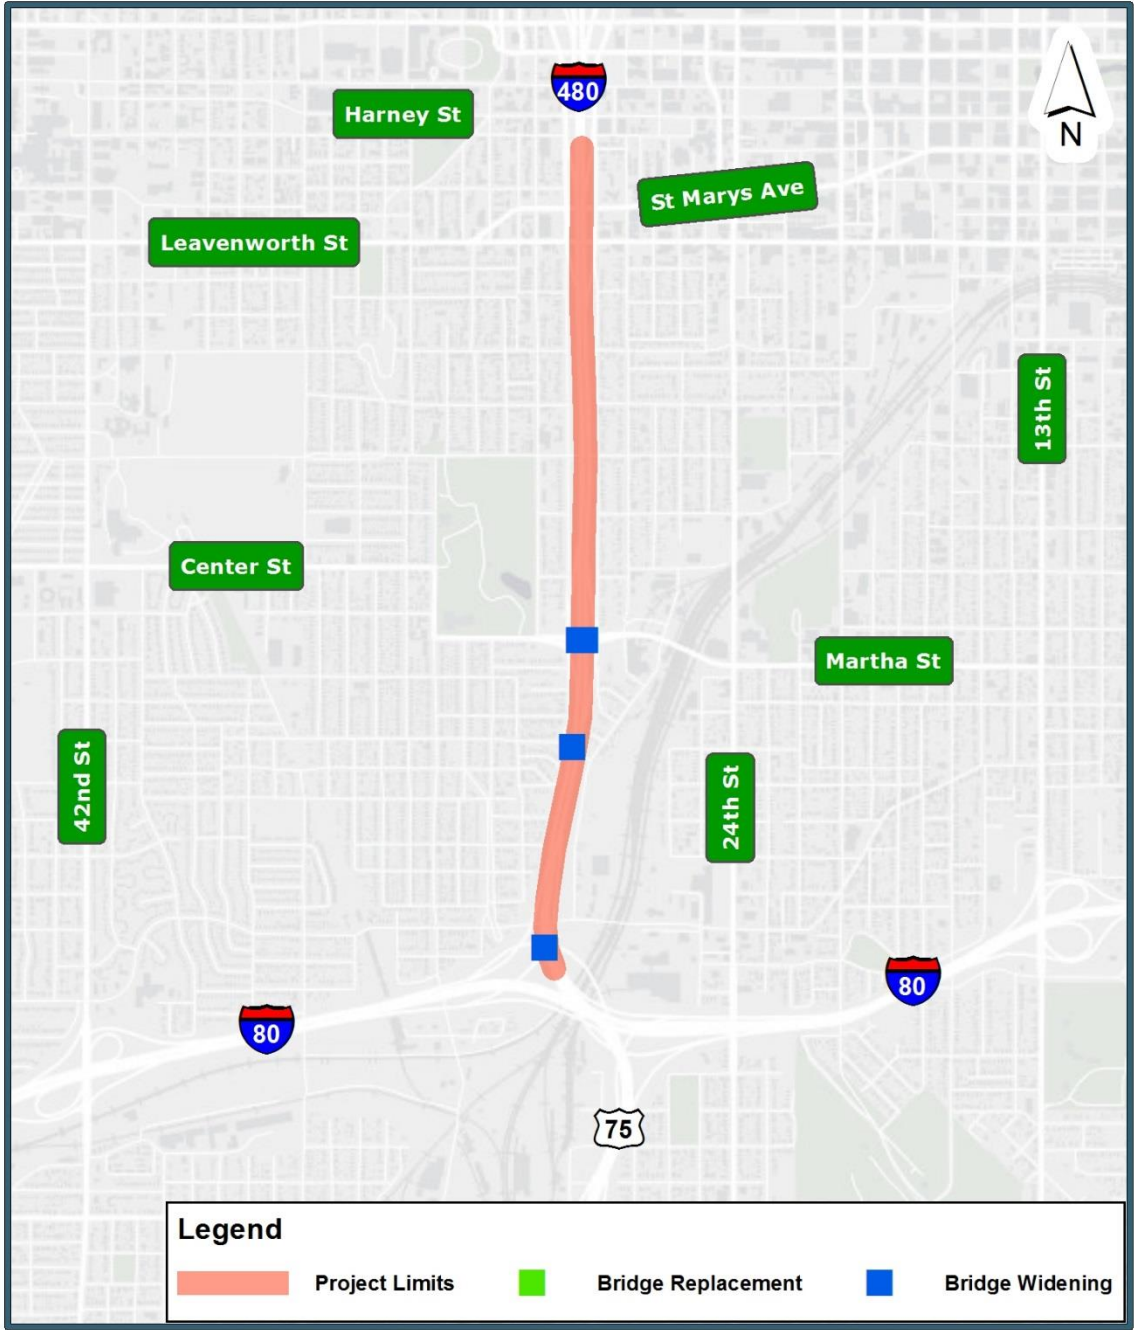 480
Harney St
N
St Marys Ave
Leavenworth St
13th St
Center St
Martha St
42nd St
24th St
80
80
75
Legend
Project Limits
Bridge Replacement
Bridge Widening